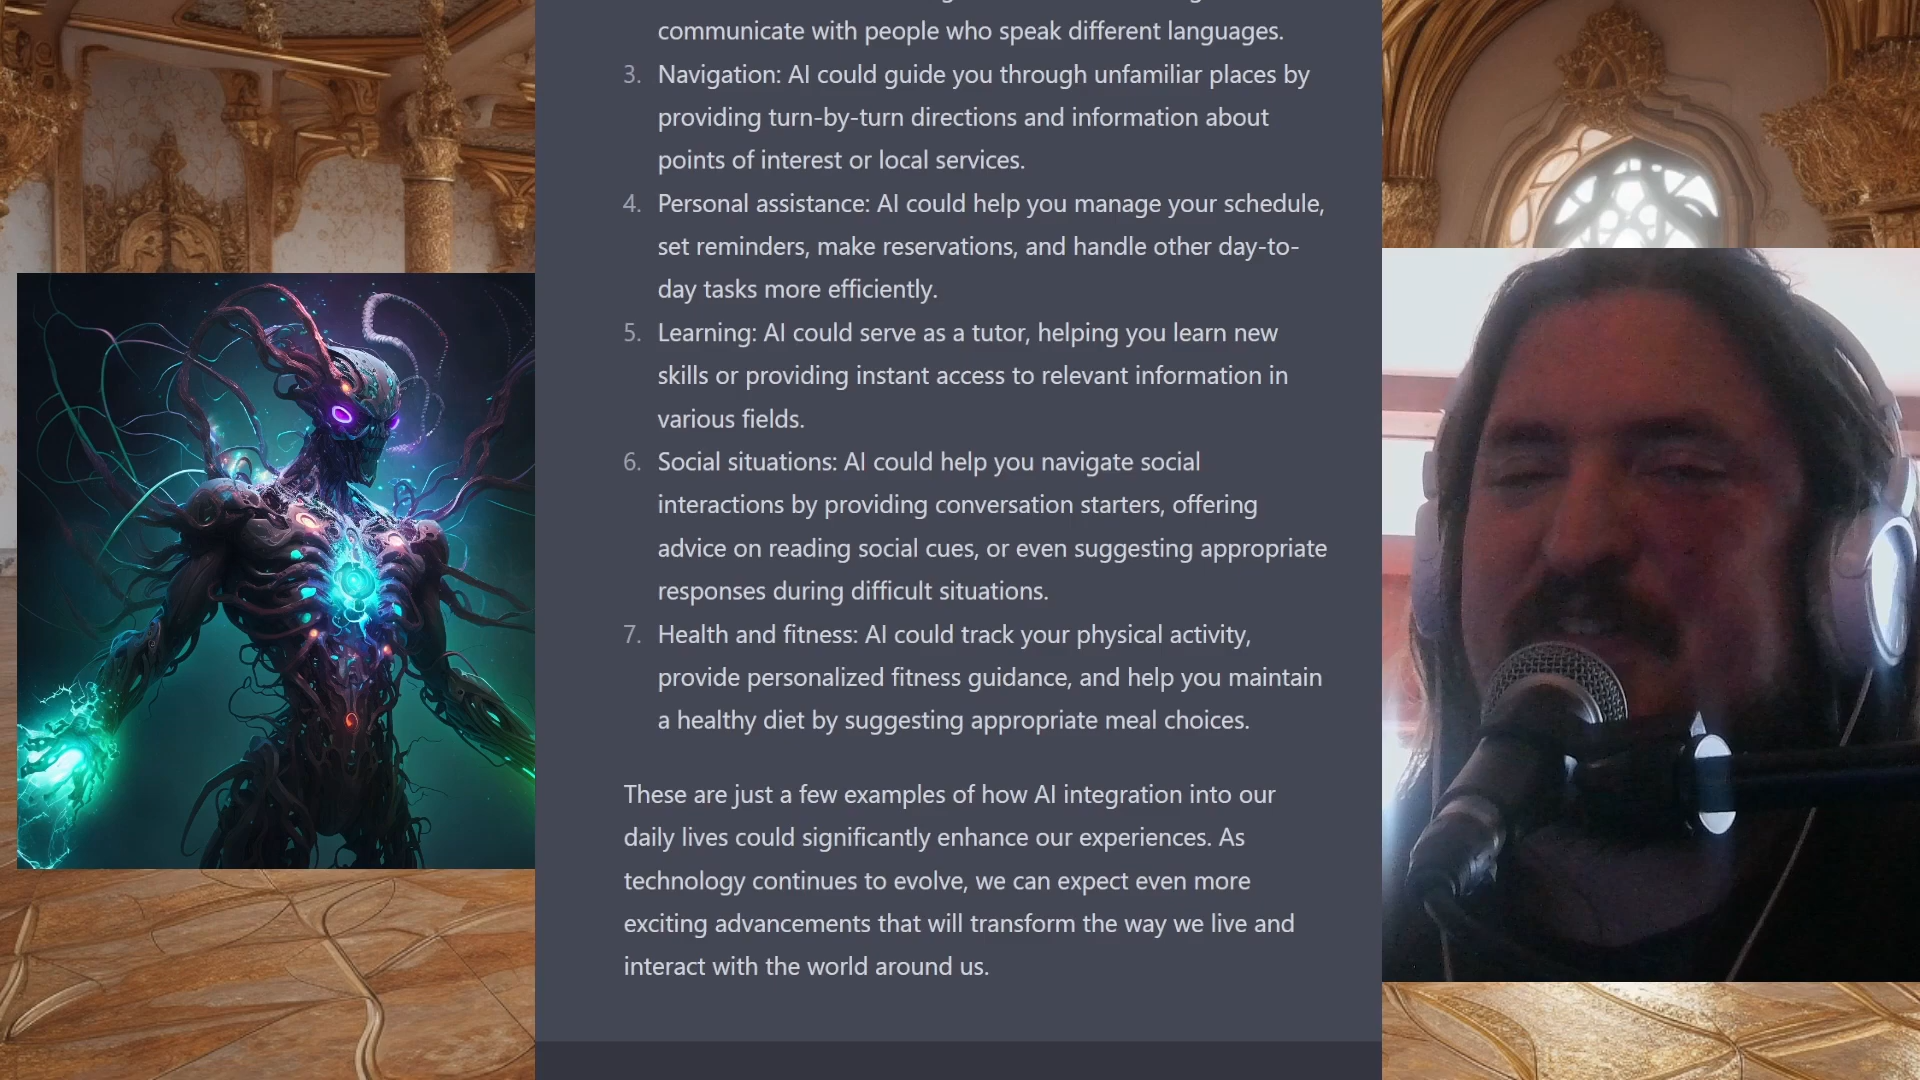 communicate with people who speak different languages.
3. Navigation: AI could guide you through unfamiliar places by
providing turn-by-turn directions and information about
points of interest or local services.
4. Personal assistance: AI could help you manage your schedule,
set reminders, make reservations, and handle other day-to-
day tasks more efficiently.
5. Learning: AI could serve as a tutor, helping you learn new
skills or providing instant access to relevant information in
various fields.
6. Social situations: AI could help you navigate social
interactions by providing conversation starters, offering
advice on reading social cues, or even suggesting appropriate
responses during difficult situations.
7. Health and fitness: AI could track your physical activity,
provide personalized fitness guidance, and help you maintain
a healthy diet by suggesting appropriate meal choices.
These are just a few examples of how AI integration into our
daily lives could significantly enhance our experiences. As
technology continues to evolve, we can expect even more
exciting advancements that will transform the way we live and
interact with the world around us.